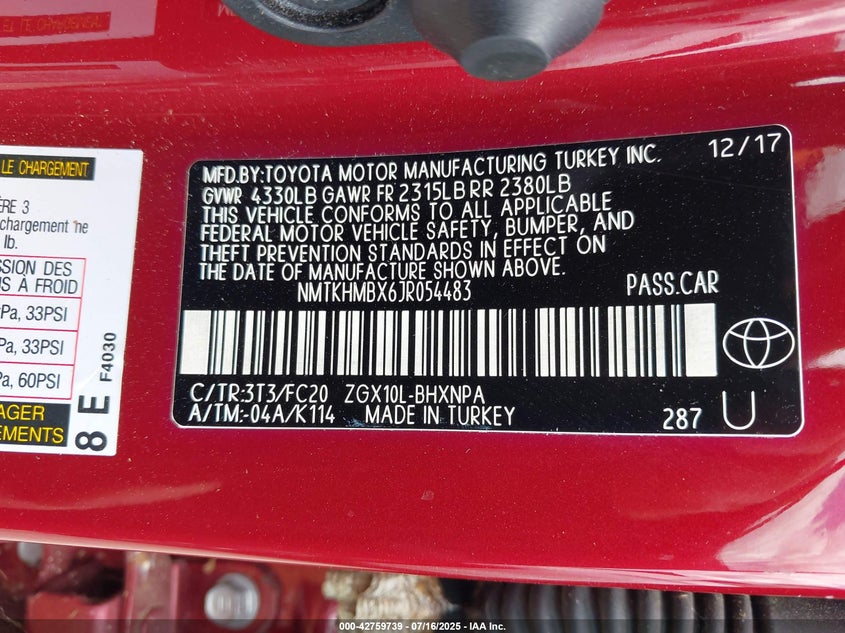 LE CHARGEMENT
ÈRE 3
chargement ne
lb.
SSION DES
S À FROID
Pa, 33PSI
Pa, 33PSI
Pa, 60PSI
AGER
EMENTS
8 E F4030
MFD.BY:TOYOTA MOTOR MANUFACTURING TURKEY INC. 12/17
GVWR 4330LB GAWR FR 2315LB RR 2380LB
THIS VEHICLE CONFORMS TO ALL APPLICABLE
FEDERAL MOTOR VEHICLE SAFETY, BUMPER, AND
THEFT PREVENTION STANDARDS IN EFFECT ON
THE DATE OF MANUFACTURE SHOWN ABOVE.
NMTKHMBX6JR054483 PASS.CAR
C/TR:3T3/FC20 ZGX10L-BHXNPA
A/TM:-04A/K114 MADE IN TURKEY 287 U
000-42759739 - 07/16/2025 - IAA Inc.